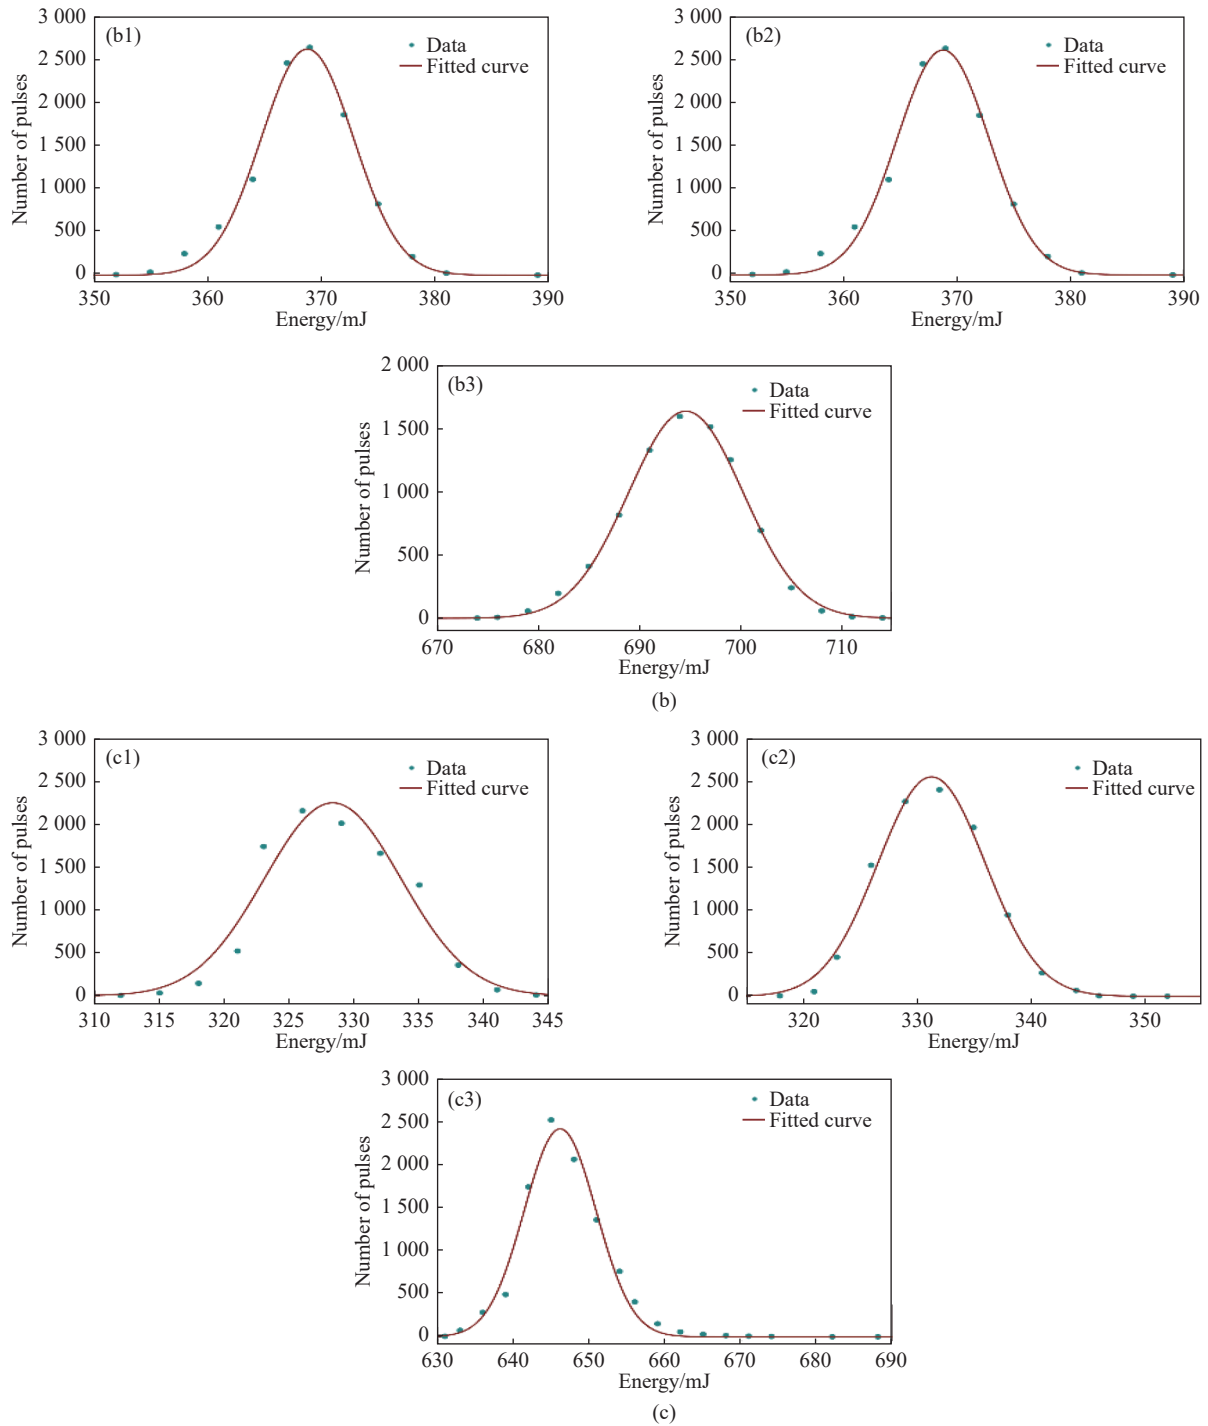 (b1)
Data
Fitted curve
3 000
2 500
2 000
1 500
1 000
500
0
Number of pulses
350 360 370 380 390
Energy/mJ
(b2)
Data
Fitted curve
3 000
2 500
2 000
1 500
1 000
500
0
Number of pulses
350 360 370 380 390
Energy/mJ
(b3)
Data
Fitted curve
2 000
1 500
1 000
500
0
Number of pulses
670 680 690 700 710
Energy/mJ
(b)
(c1)
Data
Fitted curve
3 000
2 500
2 000
1 500
1 000
500
0
Number of pulses
310 315 320 325 330 335 340 345
Energy/mJ
(c2)
Data
Fitted curve
3 000
2 500
2 000
1 500
1 000
500
0
Number of pulses
320 330 340 350
Energy/mJ
(c3)
Data
Fitted curve
3 000
2 500
2 000
1 500
1 000
500
0
Number of pulses
630 640 650 660 670 680 690
Energy/mJ
(c)